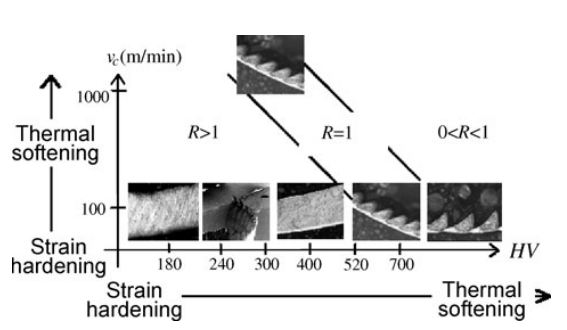 v_c(m/min)
1000
Thermal
softening
R>1
R=1
0<R<1
100
Strain
hardening
HV
180
240
300
400
520
700
Strain
hardening
Thermal
softening